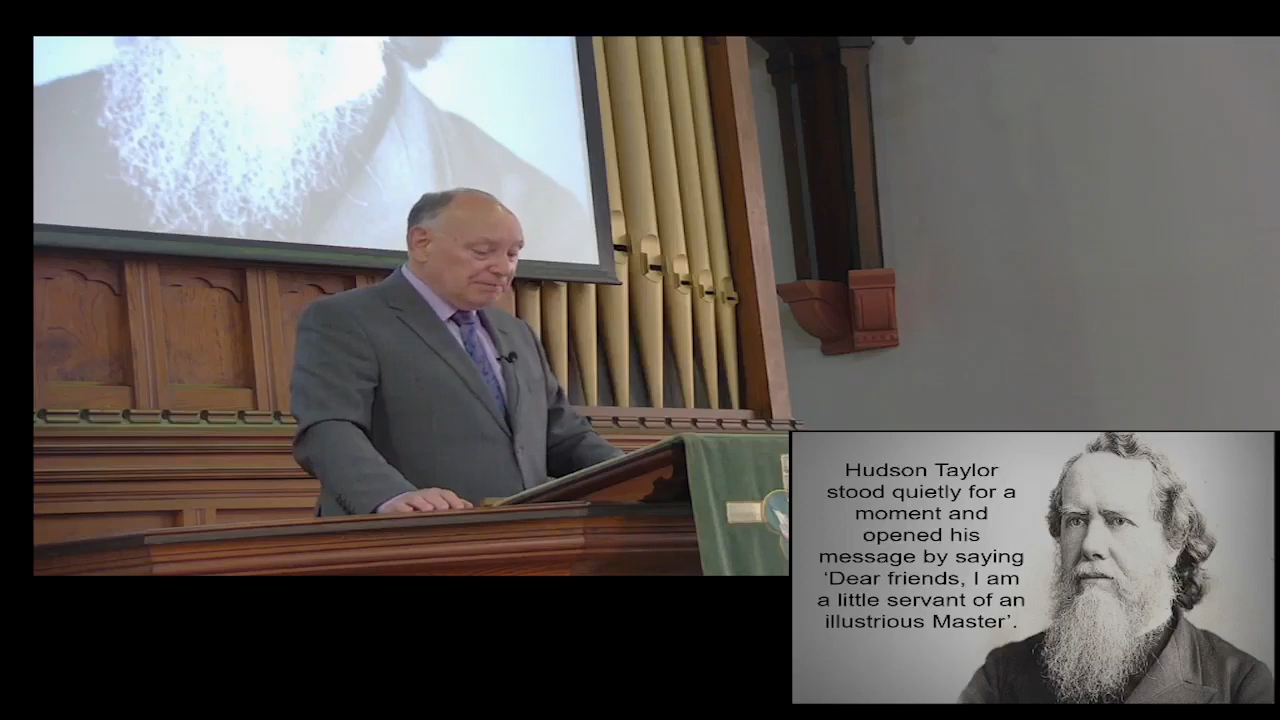 Hudson Taylor
stood quietly for a
moment and
opened his
message by saying
‘Dear friends, I am
a little servant of an
illustrious Master’.